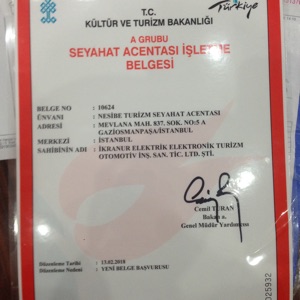 Türkiye
T.C.
KÜLTÜR VE TURİZM BAKANLIĞI
A GRUBU
SEYAHAT ACENTASI İŞLETME
BELGESİ
BELGE NO : 10624
ÜNVANI : NESİBE TURİZM SEYAHAT ACENTASI
ADRESİ : MEVLANA MAH. 837. SOK. NO:5 A
GAZİOSMANPAŞA/İSTANBUL
MERKEZİ : İSTANBUL
SAHİBİNİN ADI : İKRANUR ELEKTRİK ELEKTRONİK TURİZM
OTOMOTİV İNŞ. SAN. TİC. LTD. ŞTİ.
Cemil TURAN
Bakan a.
Genel Müdür Yardımcısı
Düzenleme Tarihi : 13.02.2018
Düzenleme Nedeni : YENİ BELGE BAŞVURUSU
025932